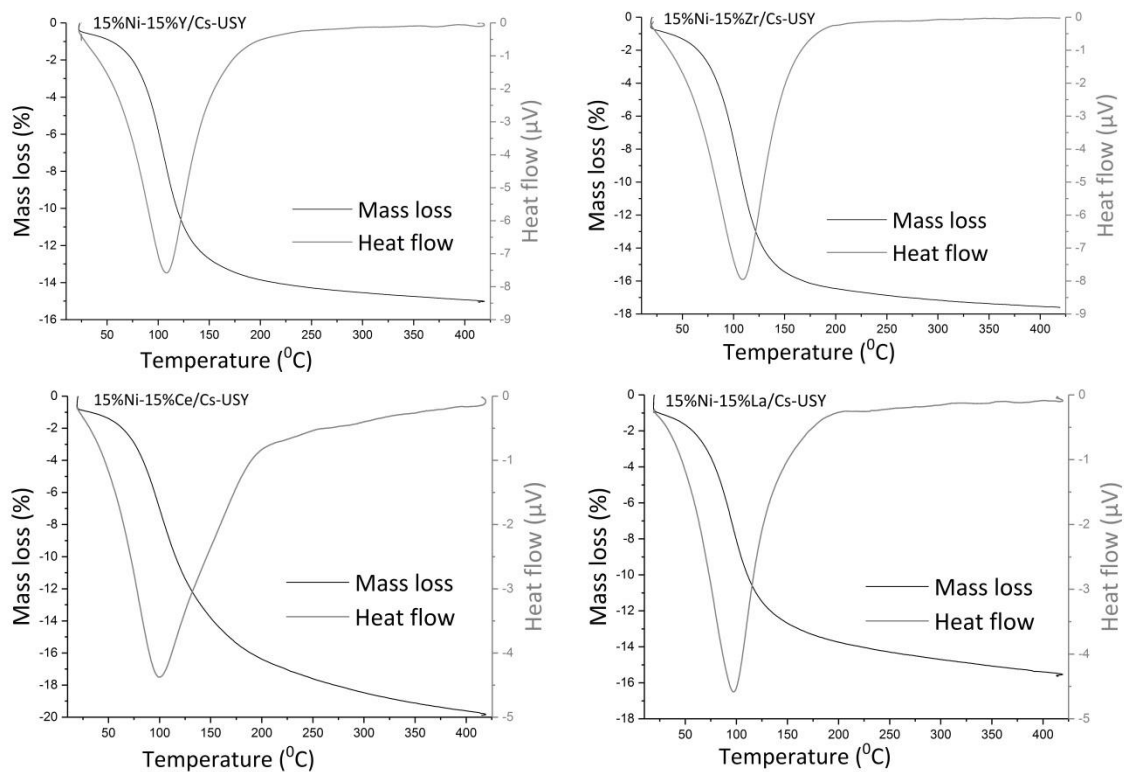 15%Ni-15%Y/Cs-USY
0
-2
-4
-6
-8
-10
-12
-14
-16
Mass loss (%)
50 100 150 200 250 300 350 400
Temperature (⁰C)
0
-1
-2
-3
-4
-5
-6
-7
-8
-9
Heat flow (µV)
Mass loss
Heat flow
15%Ni-15%Zr/Cs-USY
0
-2
-4
-6
-8
-10
-12
-14
-16
-18
Mass loss (%)
50 100 150 200 250 300 350 400
Temperature (⁰C)
0
-1
-2
-3
-4
-5
-6
-7
-8
-9
Heat flow (µV)
Mass loss
Heat flow
15%Ni-15%Ce/Cs-USY
0
-2
-4
-6
-8
-10
-12
-14
-16
-18
-20
Mass loss (%)
50 100 150 200 250 300 350 400
Temperature (⁰C)
0
-1
-2
-3
-4
-5
Heat flow (µV)
Mass loss
Heat flow
15%Ni-15%La/Cs-USY
0
-2
-4
-6
-8
-10
-12
-14
-16
-18
Mass loss (%)
50 100 150 200 250 300 350 400
Temperature (⁰C)
0
-1
-2
-3
-4
-5
Heat flow (µV)
Mass loss
Heat flow